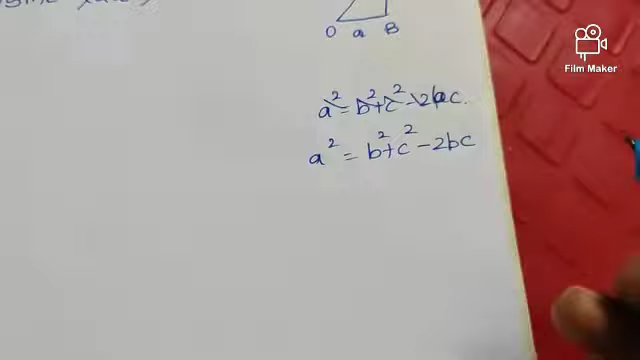 O a B
a² = b² + c² - 2bc.
a² = b² + c² - 2bc
Film Maker